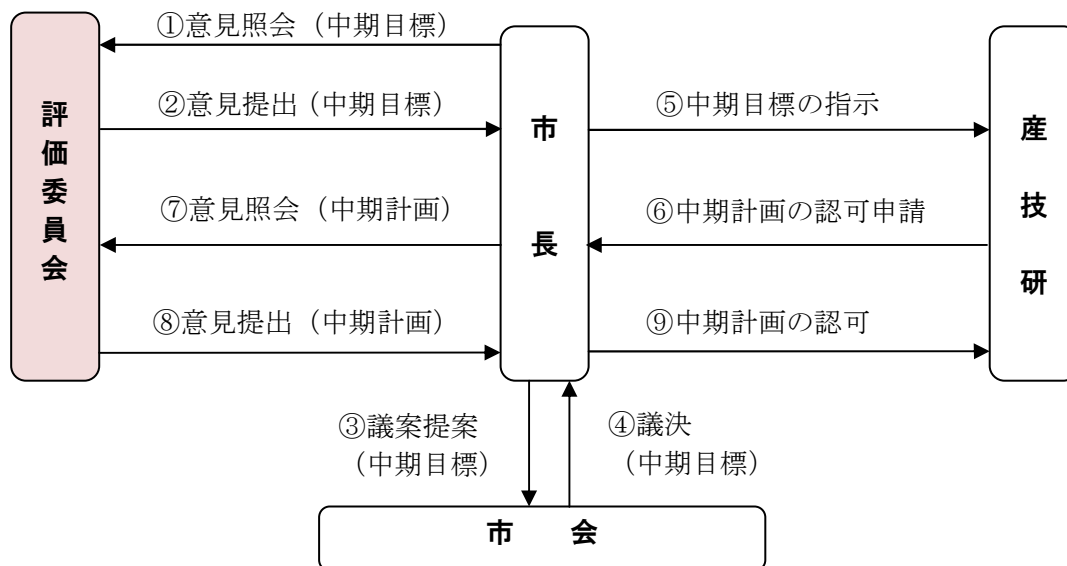 ①意見照会（中期目標）
②意見提出（中期目標）
⑤中期目標の指示
評価委員会
市長
産技研
⑦意見照会（中期計画）
⑥中期計画の認可申請
⑧意見提出（中期計画）
⑨中期計画の認可
③議案提案
（中期目標）
④議決
（中期目標）
市　会